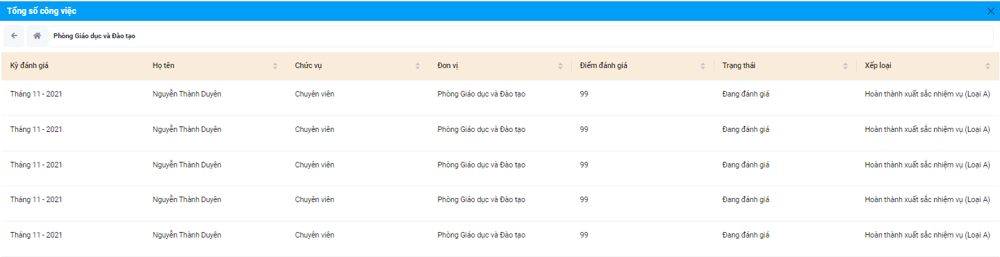 Tổng số công việc
Phòng Giáo dục và Đào tạo
Kỳ đánh giá Họ tên Chức vụ Đơn vị Điểm đánh giá Trạng thái Xếp loại
Tháng 11 - 2021 Nguyễn Thành Duyên Chuyên viên Phòng Giáo dục và Đào tạo 99 Đang đánh giá Hoàn thành xuất sắc nhiệm vụ (Loại A)
Tháng 11 - 2021 Nguyễn Thành Duyên Chuyên viên Phòng Giáo dục và Đào tạo 99 Đang đánh giá Hoàn thành xuất sắc nhiệm vụ (Loại A)
Tháng 11 - 2021 Nguyễn Thành Duyên Chuyên viên Phòng Giáo dục và Đào tạo 99 Đang đánh giá Hoàn thành xuất sắc nhiệm vụ (Loại A)
Tháng 11 - 2021 Nguyễn Thành Duyên Chuyên viên Phòng Giáo dục và Đào tạo 99 Đang đánh giá Hoàn thành xuất sắc nhiệm vụ (Loại A)
Tháng 11 - 2021 Nguyễn Thành Duyên Chuyên viên Phòng Giáo dục và Đào tạo 99 Đang đánh giá Hoàn thành xuất sắc nhiệm vụ (Loại A)